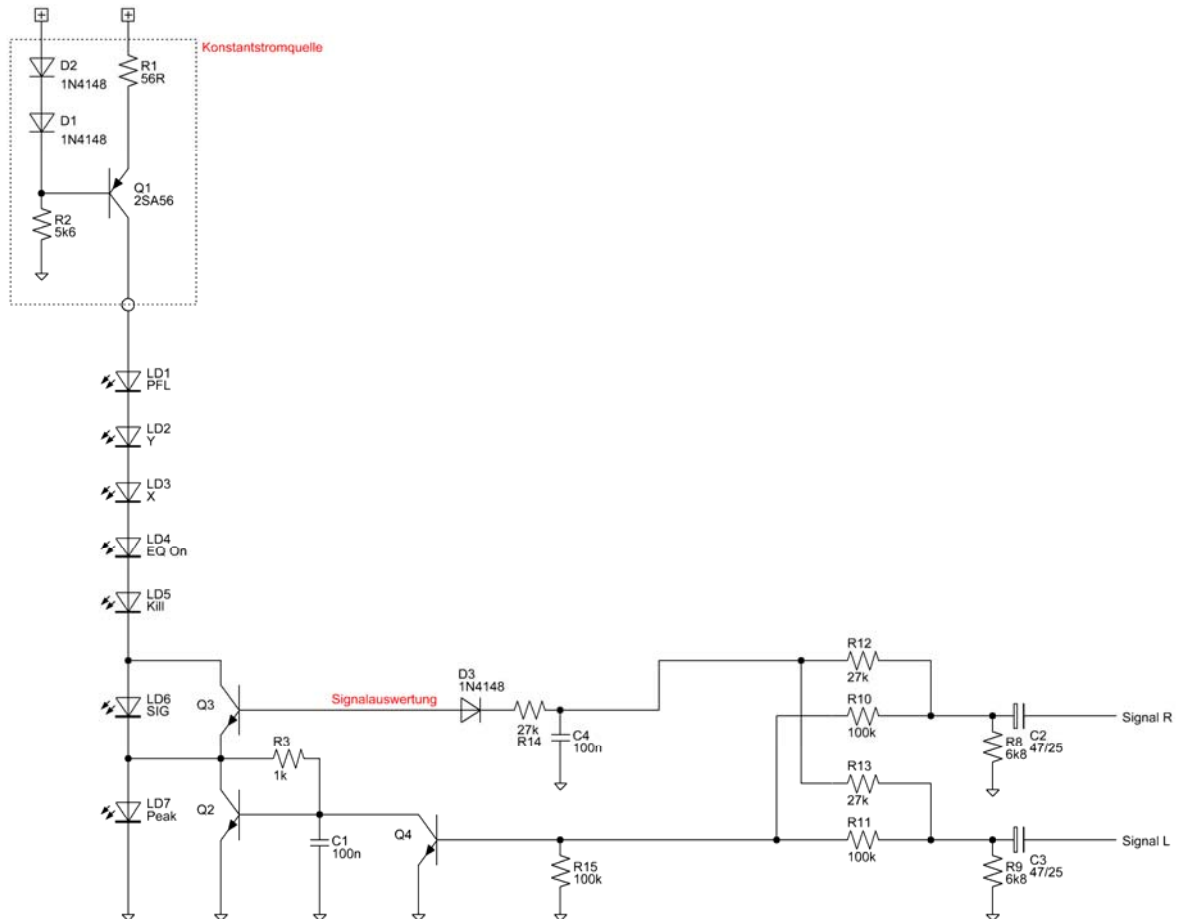 Konstantstromquelle
D2
1N4148
R1
56R
D1
1N4148
Q1
2SA56
R2
5k6
LD1
PFL
LD2
Y
LD3
X
LD4
EQ On
LD5
Kill
LD6
SIG
Q3
Signalauswertung
D3
1N4148
27k
R14
C4
100n
R12
27k
R10
100k
R8
6k8
C2
47/25
Signal R
R3
1k
R13
27k
LD7
Peak
Q2
C1
100n
Q4
R15
100k
R11
100k
R9
6k8
C3
47/25
Signal L